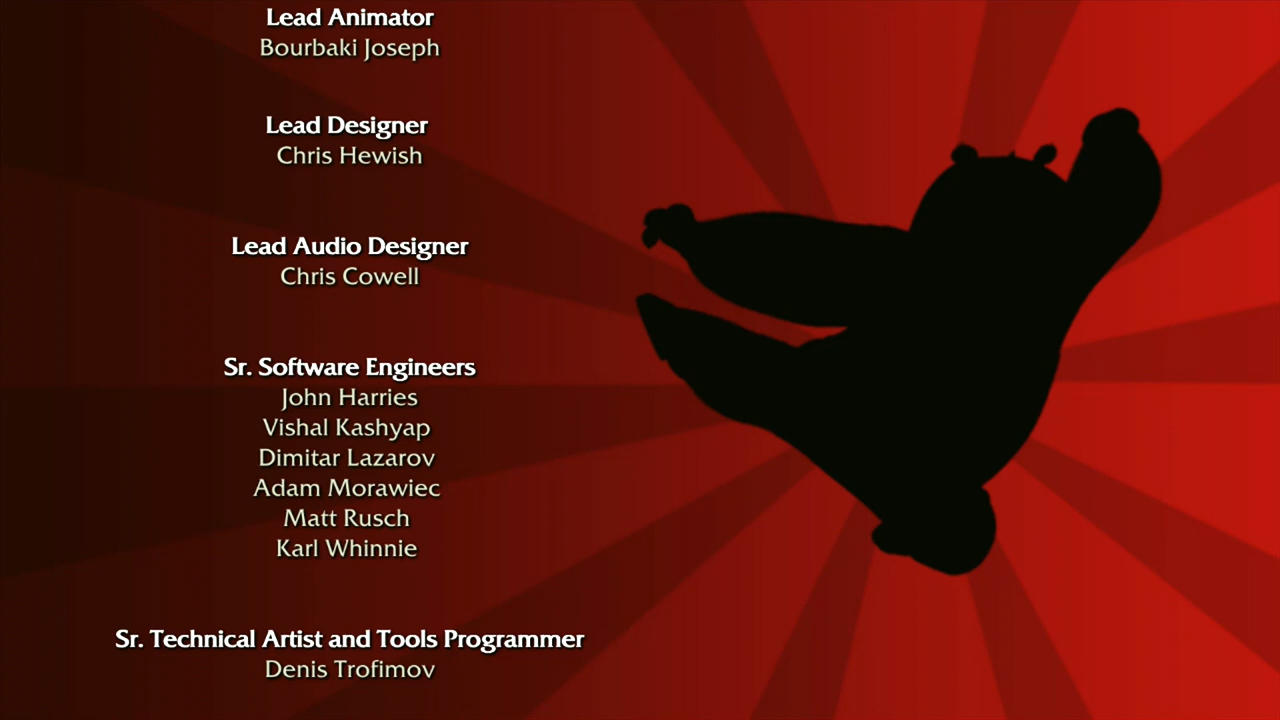 Lead Animator
Bourbaki Joseph
Lead Designer
Chris Hewish
Lead Audio Designer
Chris Cowell
Sr. Software Engineers
John Harries
Vishal Kashyap
Dimitar Lazarov
Adam Morawiec
Matt Rusch
Karl Whinnie
Sr. Technical Artist and Tools Programmer
Denis Trofimov